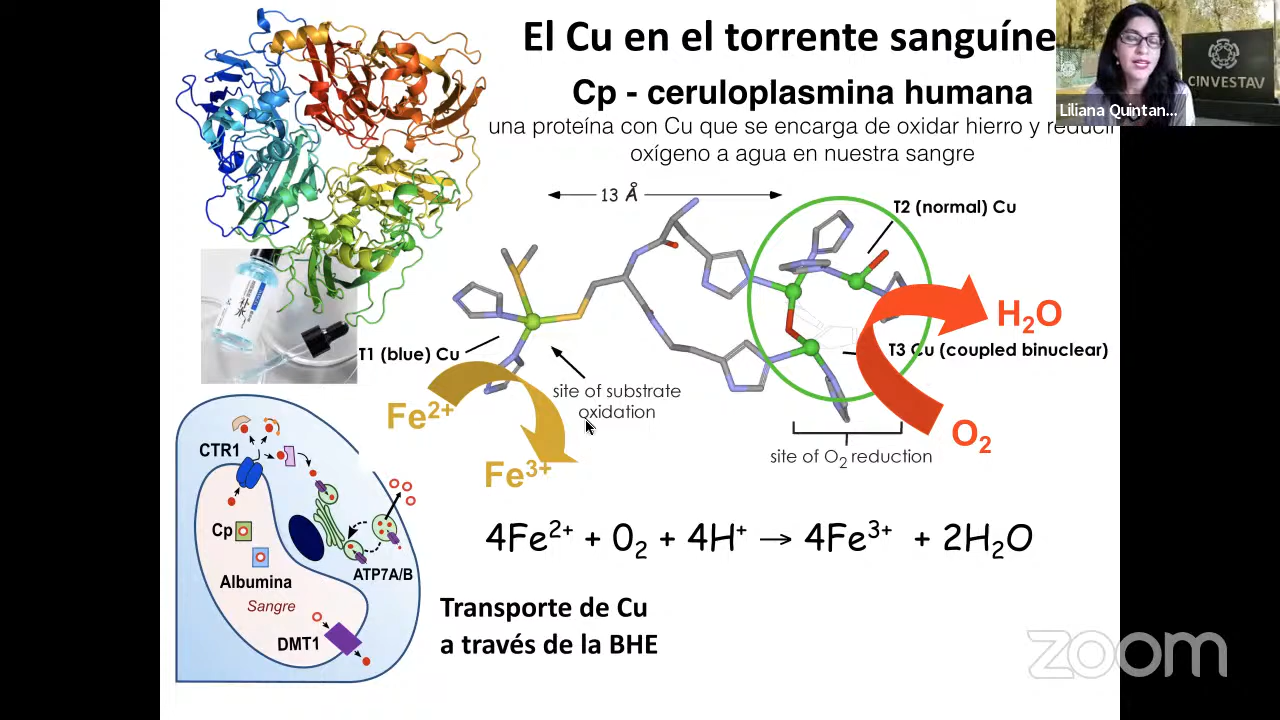 El Cu en el torrente sanguíne
Cp - ceruloplasmina humana
una proteína con Cu que se encarga de oxidar hierro y reducir
oxígeno a agua en nuestra sangre
CINVESTAV
Liliana Quintan...
13 Å
T2 (normal) Cu
H2O
T1 (blue) Cu
T3 Cu (coupled binuclear)
site of substrate
oxidation
Fe2+
Fe3+
O2
site of O2 reduction
CTR1
Cp
Albumina
Sangre
ATP7A/B
DMT1
4Fe2+ + O2 + 4H+ → 4Fe3+ + 2H2O
Transporte de Cu
a través de la BHE
zoom